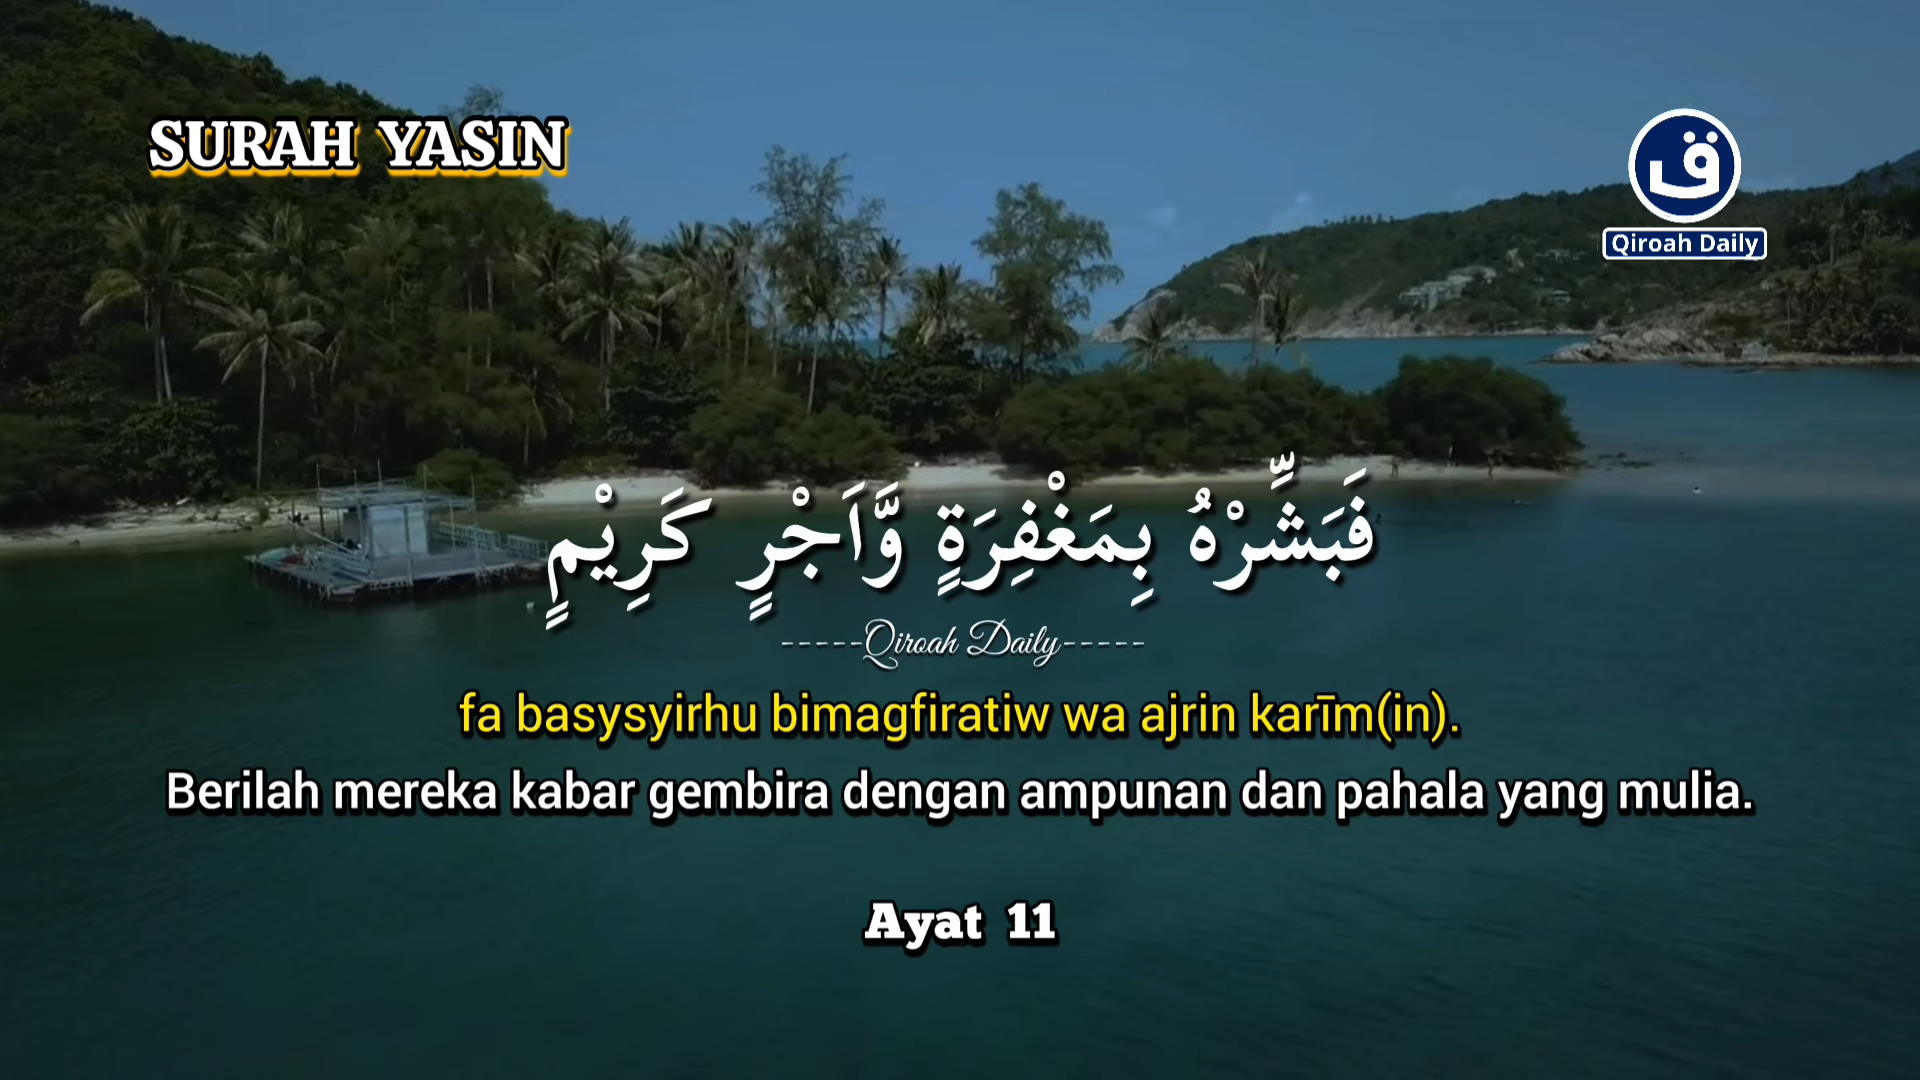 SURAH YASIN
ق
Qiroah Daily
فَبَشِّرْهُ بِمَغْفِرَةٍ وَّاَجْرٍ كَرِيْمٍ
-----Qiroah Daily-----
fa basysyirhu bimagfiratiw wa ajrin karīm(in).
Berilah mereka kabar gembira dengan ampunan dan pahala yang mulia.
Ayat 11